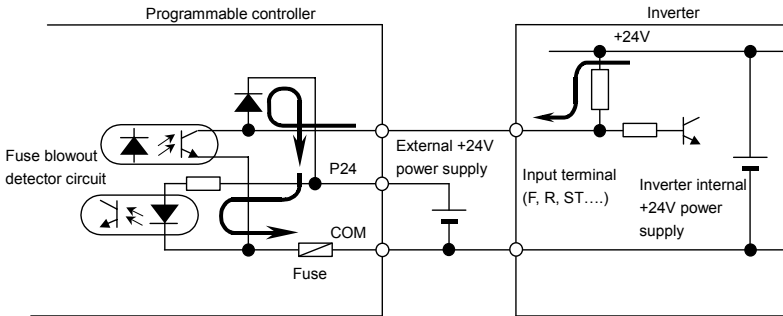 Programmable controller
Inverter
+24V
Fuse blowout
detector circuit
P24
External +24V
power supply
Input terminal
(F, R, ST....)
Inverter internal
+24V power
supply
COM
Fuse